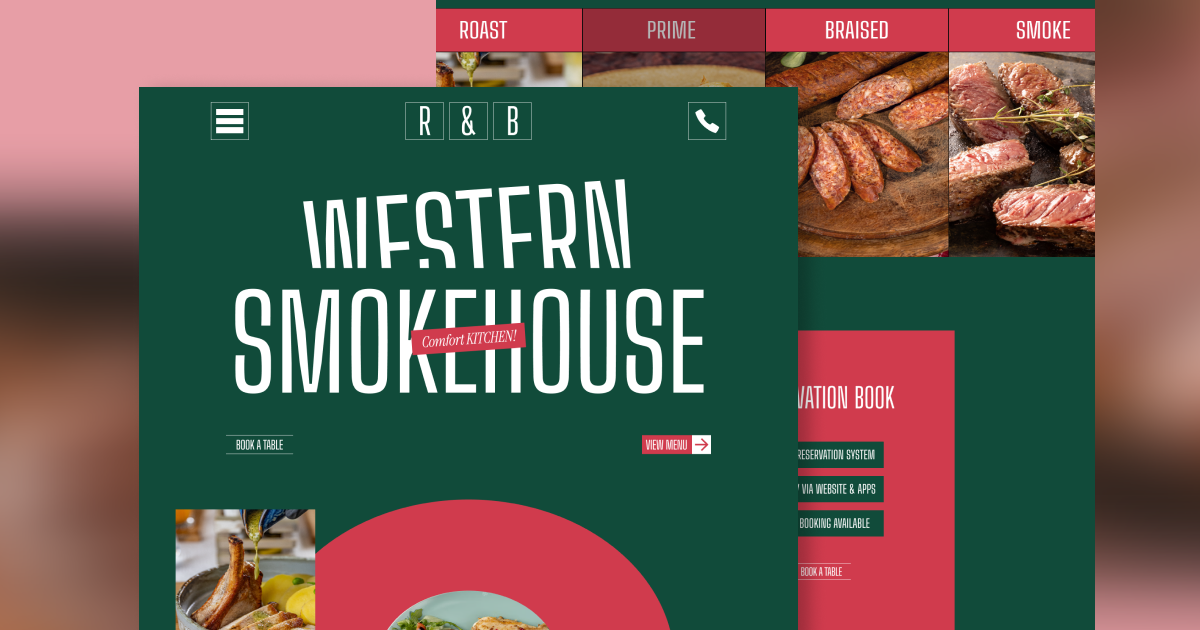 ROAST PRIME BRAISED SMOKE
R & B
WESTERN
SMOKEHOUSE
Comfort KITCHEN!
BOOK A TABLE
VIEW MENU
VATION BOOK
RESERVATION SYSTEM
VIA WEBSITE & APPS
BOOKING AVAILABLE
BOOK A TABLE